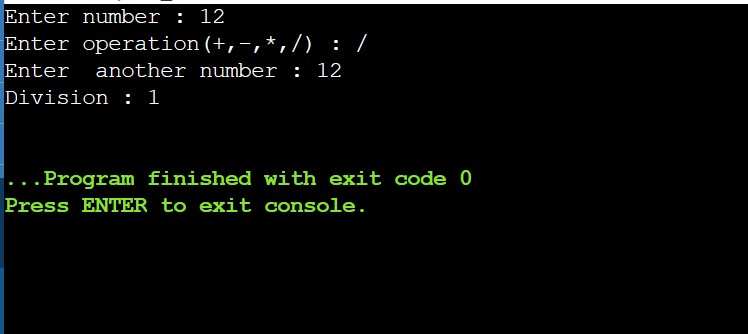 Enter number : 12
Enter operation(+,-,*,/) : /
Enter  another number : 12
Division : 1
...Program finished with exit code 0
Press ENTER to exit console.